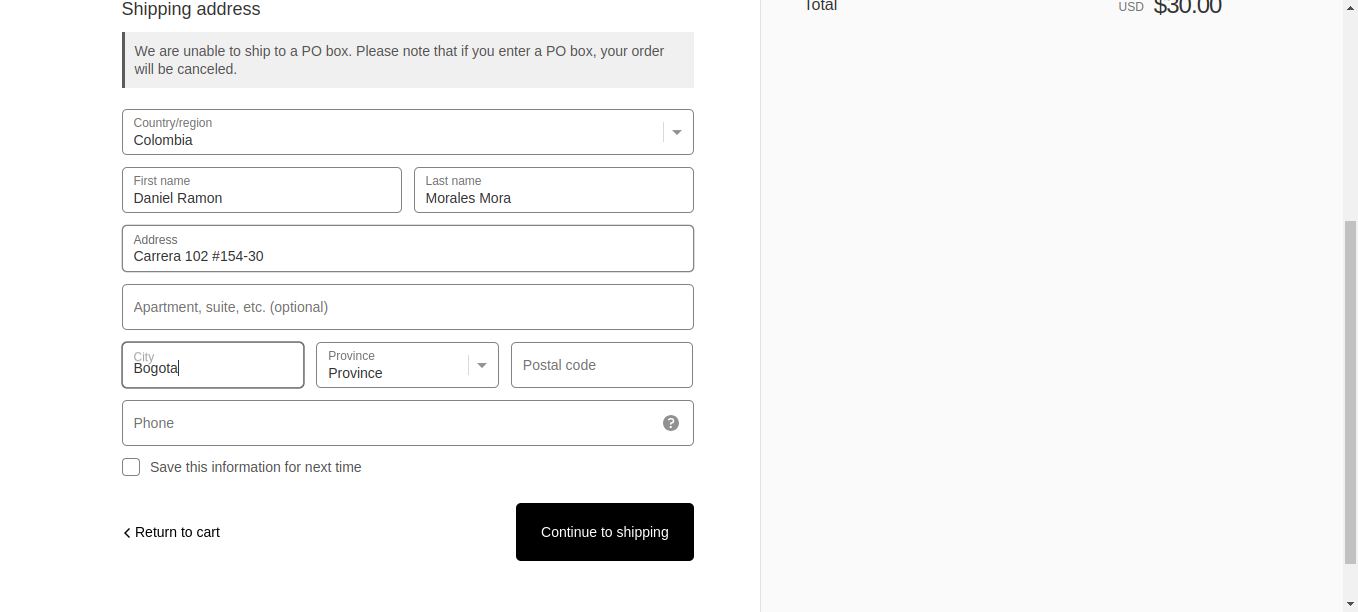 Shipping address
Total
USD $30.00
We are unable to ship to a PO box. Please note that if you enter a PO box, your order
will be canceled.
Country/region
Colombia
First name
Daniel Ramon
Last name
Morales Mora
Address
Carrera 102 #154-30
Apartment, suite, etc. (optional)
City
Bogota
Province
Province
Postal code
Phone
?
Save this information for next time
Return to cart
Continue to shipping